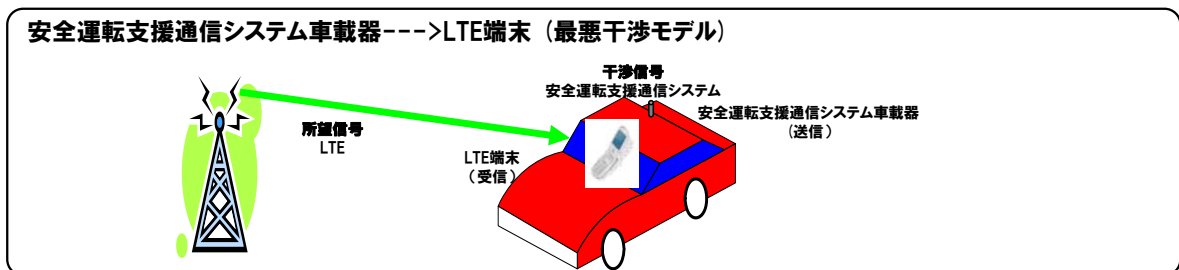 安全運転支援通信システム車載器--->LTE端末（最悪干渉モデル）
干渉信号
安全運転支援通信システム
安全運転支援通信システム車載器
（送信）
所望信号
LTE
LTE端末
（受信）